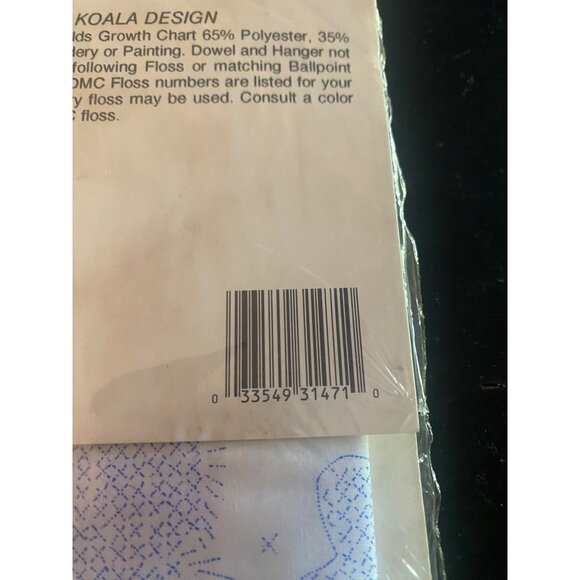 KOALA DESIGN
lds Growth Chart 65% Polyester, 35%
dery or Painting. Dowel and Hanger not
following Floss or matching Ballpoint
DMC Floss numbers are listed for your
ry floss may be used. Consult a color
C floss.
0 33549 31471 0